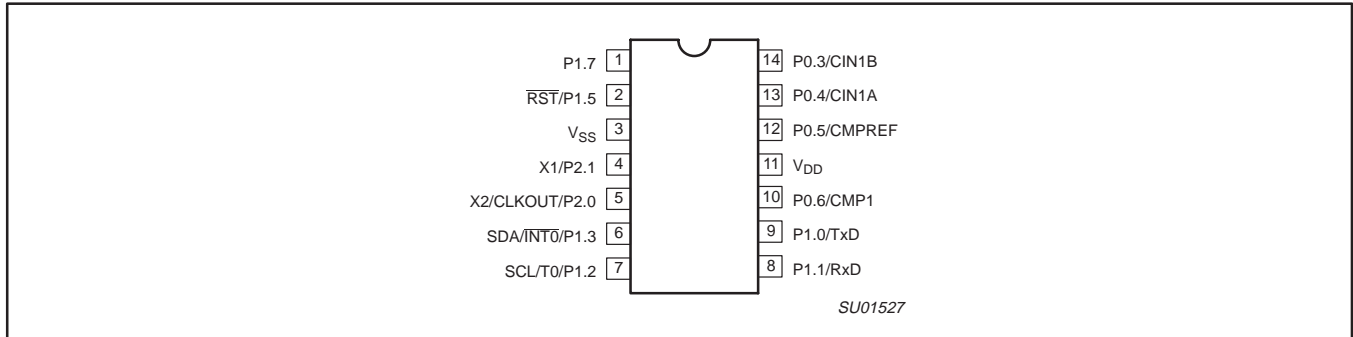 P1.7 1 14 P0.3/CIN1B
R̅S̅T̅/P1.5 2 13 P0.4/CIN1A
VSS 3 12 P0.5/CMPREF
X1/P2.1 4 11 VDD
X2/CLKOUT/P2.0 5 10 P0.6/CMP1
SDA/I̅N̅T̅0̅/P1.3 6 9 P1.0/TxD
SCL/T0/P1.2 7 8 P1.1/RxD
SU01527